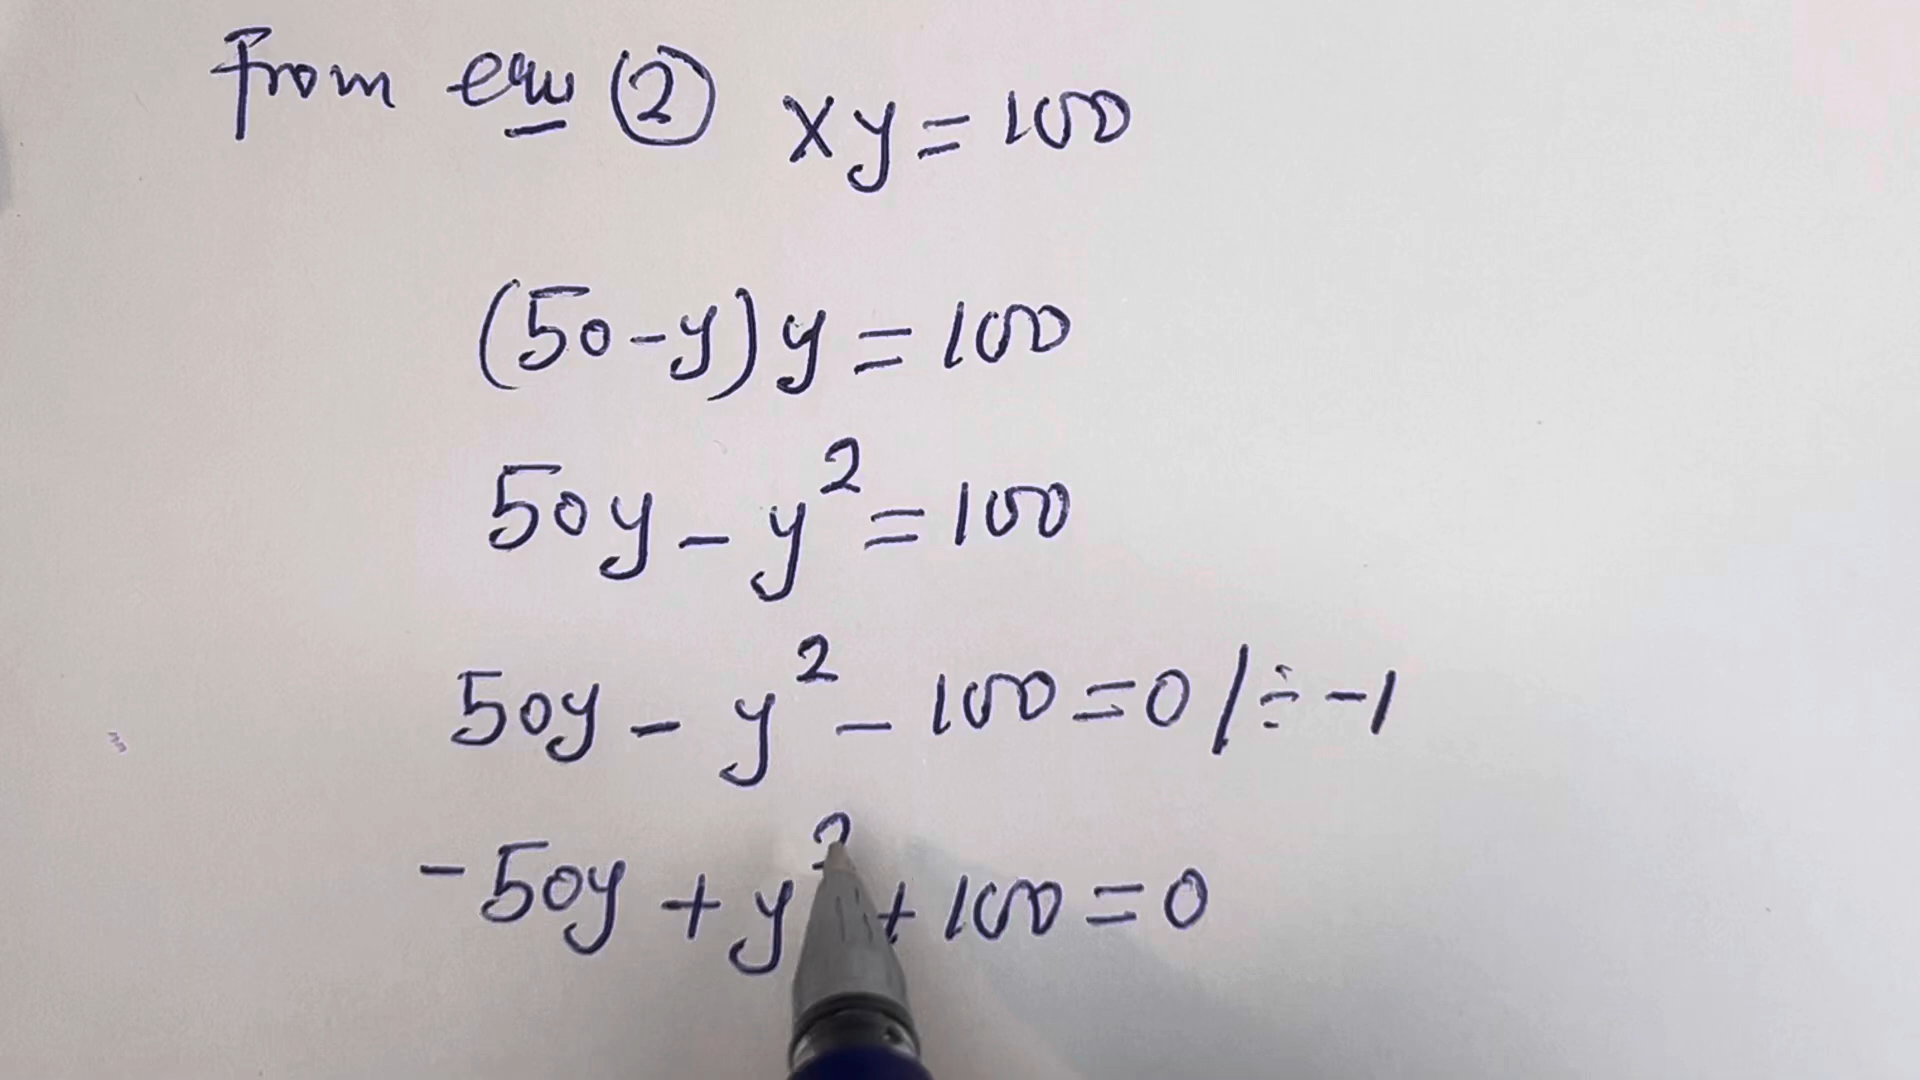 From eqn ② xy = 100
(50-y)y = 100
50y - y² = 100
50y - y² - 100 = 0 / ÷ -1
-50y + y² + 100 = 0